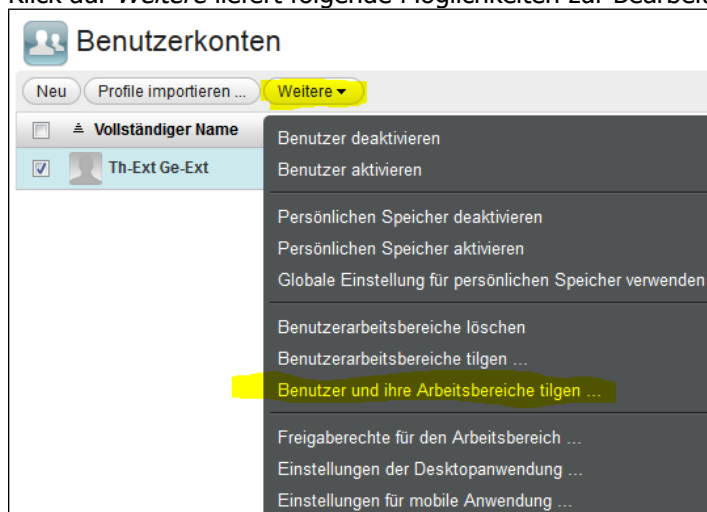 Klick auf Weitere liefert folgende Möglichkeiten zur Bearbei
Benutzerkonten
Neu Profile importieren ... Weitere
Vollständiger Name
Th-Ext Ge-Ext
Benutzer deaktivieren
Benutzer aktivieren
Persönlichen Speicher deaktivieren
Persönlichen Speicher aktivieren
Globale Einstellung für persönlichen Speicher verwenden
Benutzerarbeitsbereiche löschen
Benutzerarbeitsbereiche tilgen ...
Benutzer und ihre Arbeitsbereiche tilgen ...
Freigaberechte für den Arbeitsbereich ...
Einstellungen der Desktopanwendung ...
Einstellungen für mobile Anwendung ...